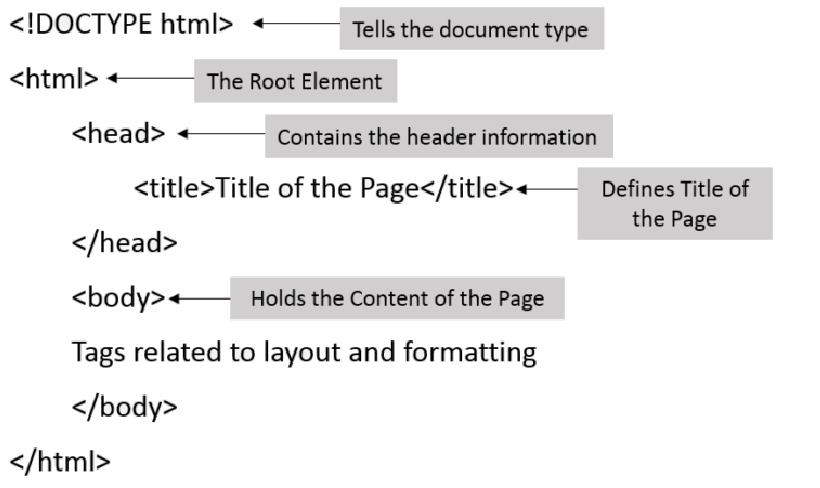 <!DOCTYPE html>
Tells the document type
<html>
The Root Element
<head>
Contains the header information
<title>Title of the Page</title>
Defines Title of
the Page
</head>
<body>
Holds the Content of the Page
Tags related to layout and formatting
</body>
</html>